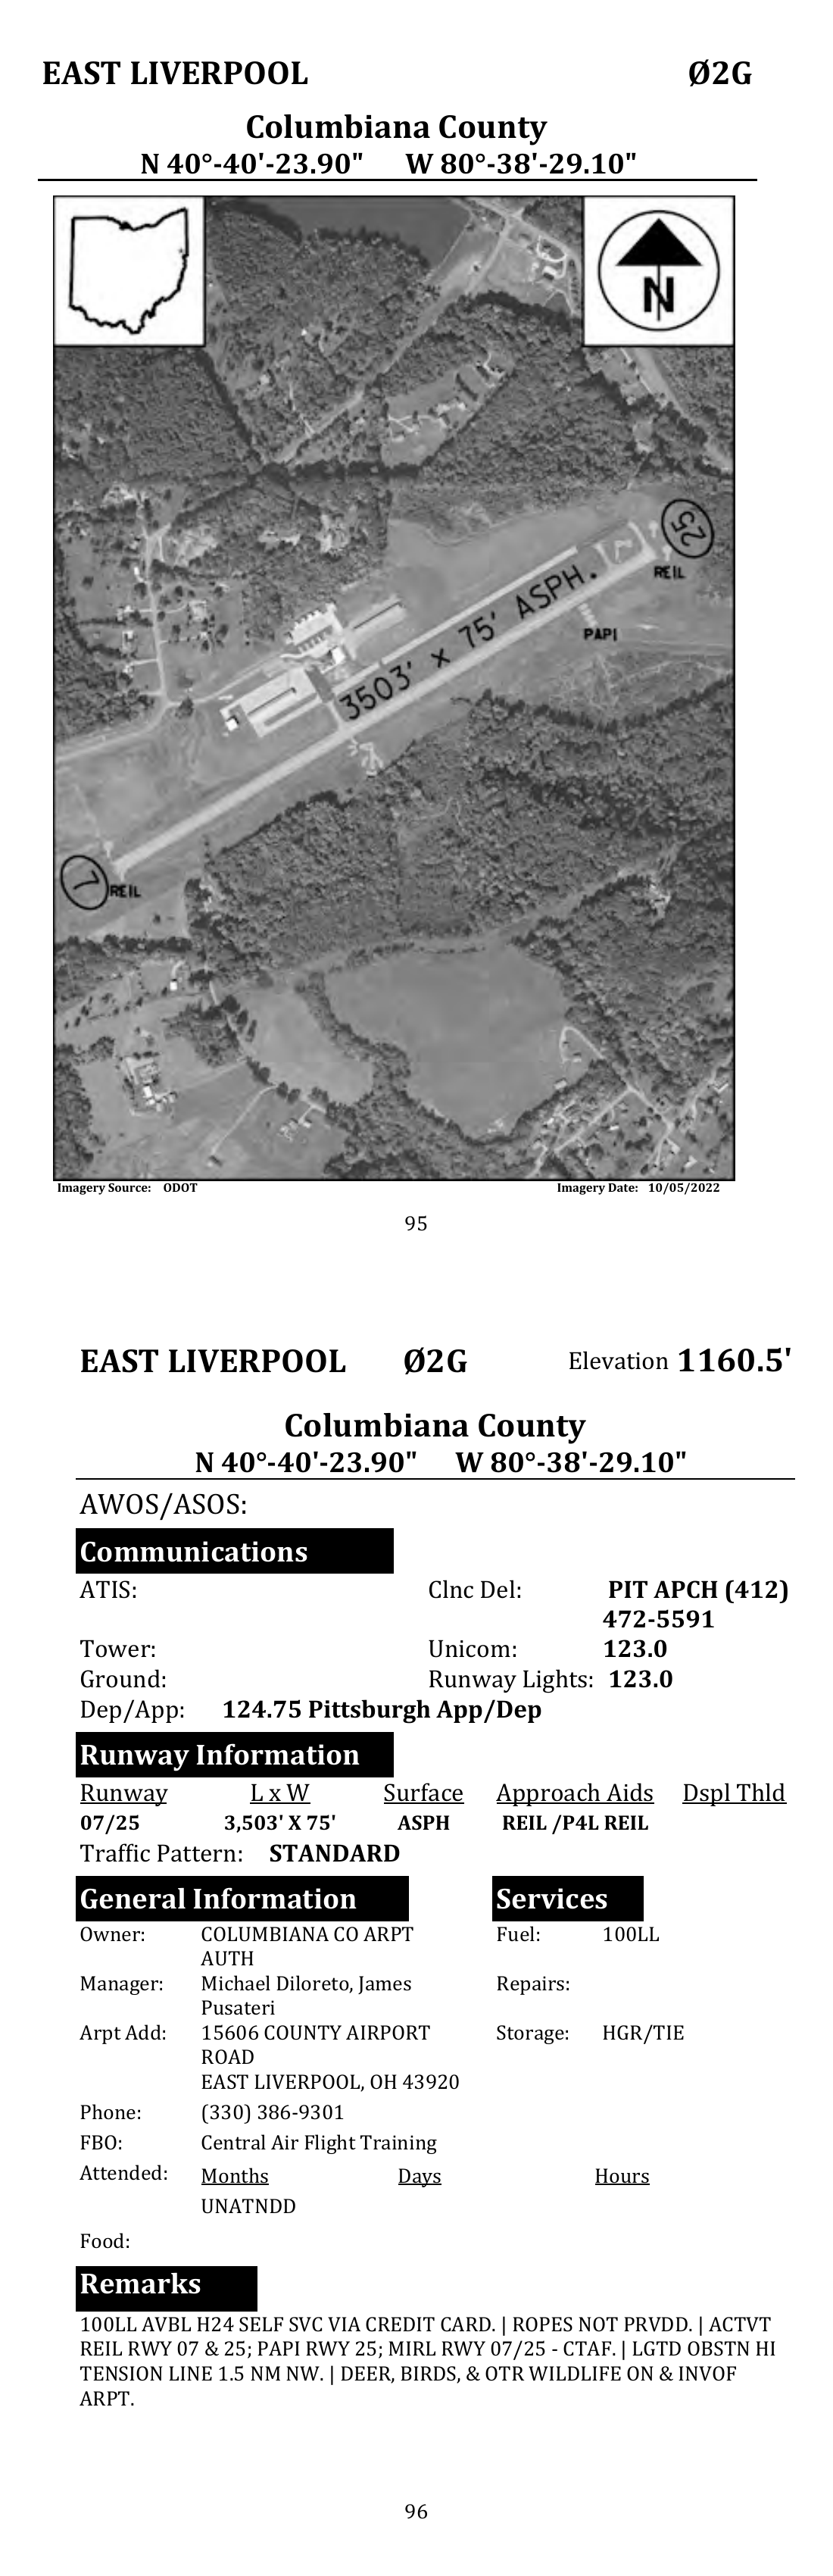 EAST LIVERPOOL Ø2G
Columbiana County
N 40°-40'-23.90" W 80°-38'-29.10"
N
25
REIL
3503' x 75' ASPH.
PAPI
7
REIL
Imagery Source: ODOT Imagery Date: 10/05/2022
95
EAST LIVERPOOL Ø2G Elevation 1160.5'
Columbiana County
N 40°-40'-23.90" W 80°-38'-29.10"
AWOS/ASOS:
Communications
ATIS: Clnc Del: PIT APCH (412)
472-5591
Tower: Unicom: 123.0
Ground: Runway Lights: 123.0
Dep/App: 124.75 Pittsburgh App/Dep
Runway Information
Runway L x W Surface Approach Aids Dspl Thld
07/25 3,503' X 75' ASPH REIL /P4L REIL
Traffic Pattern: STANDARD
General Information Services
Owner: COLUMBIANA CO ARPT Fuel: 100LL
AUTH
Manager: Michael Diloreto, James Repairs:
Pusateri
Arpt Add: 15606 COUNTY AIRPORT Storage: HGR/TIE
ROAD
EAST LIVERPOOL, OH 43920
Phone: (330) 386-9301
FBO: Central Air Flight Training
Attended: Months Days Hours
UNATNDD
Food:
Remarks
100LL AVBL H24 SELF SVC VIA CREDIT CARD. | ROPES NOT PRVDD. | ACTVT
REIL RWY 07 & 25; PAPI RWY 25; MIRL RWY 07/25 - CTAF. | LGTD OBSTN HI
TENSION LINE 1.5 NM NW. | DEER, BIRDS, & OTR WILDLIFE ON & INVOF
ARPT.
96